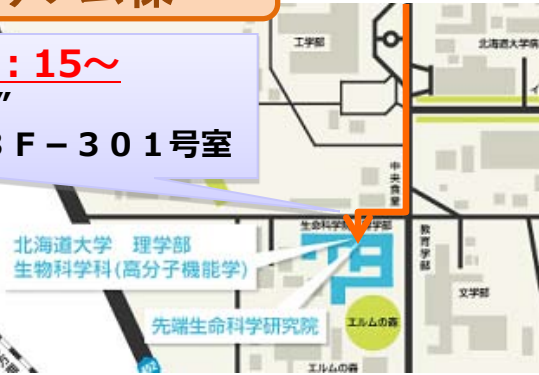 ：15～
”
3Ｆ－３０１号室
工学部
北海道大学病
イ
中央食堂
生命科学
学部
教育学部
北海道大学　理学部
生物科学科(高分子機能学)
文学部
先端生命科学研究院
エルムの森
エルムの森